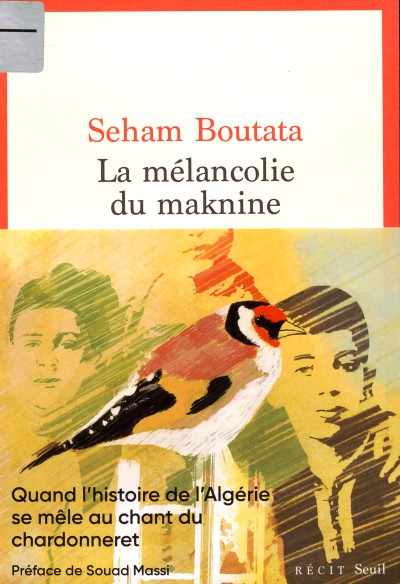 Seham Boutata
La mélancolie
du maknine
Quand l'histoire de l'Algérie
se mêle au chant du
chardonneret
Préface de Souad Massi
RÉCIT Seuil